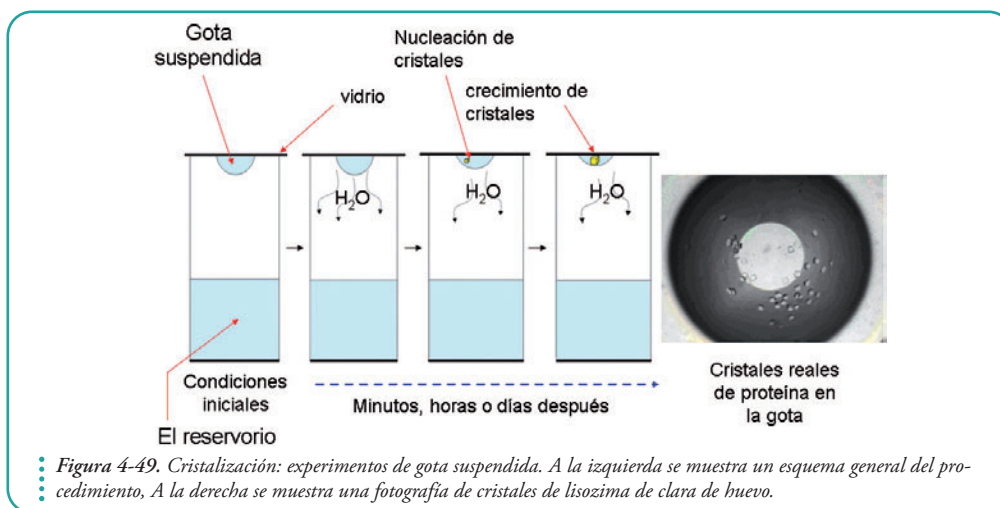 Gota
suspendida
vidrio
Nucleación de
cristales
crecimiento de
cristales
H2O
H2O
H2O
Condiciones
iniciales
El reservorio
Minutos, horas o días después
Cristales reales
de proteína en
la gota
Figura 4-49. Cristalización: experimentos de gota suspendida. A la izquierda se muestra un esquema general del pro-
cedimiento, A la derecha se muestra una fotografía de cristales de lisozima de clara de huevo.